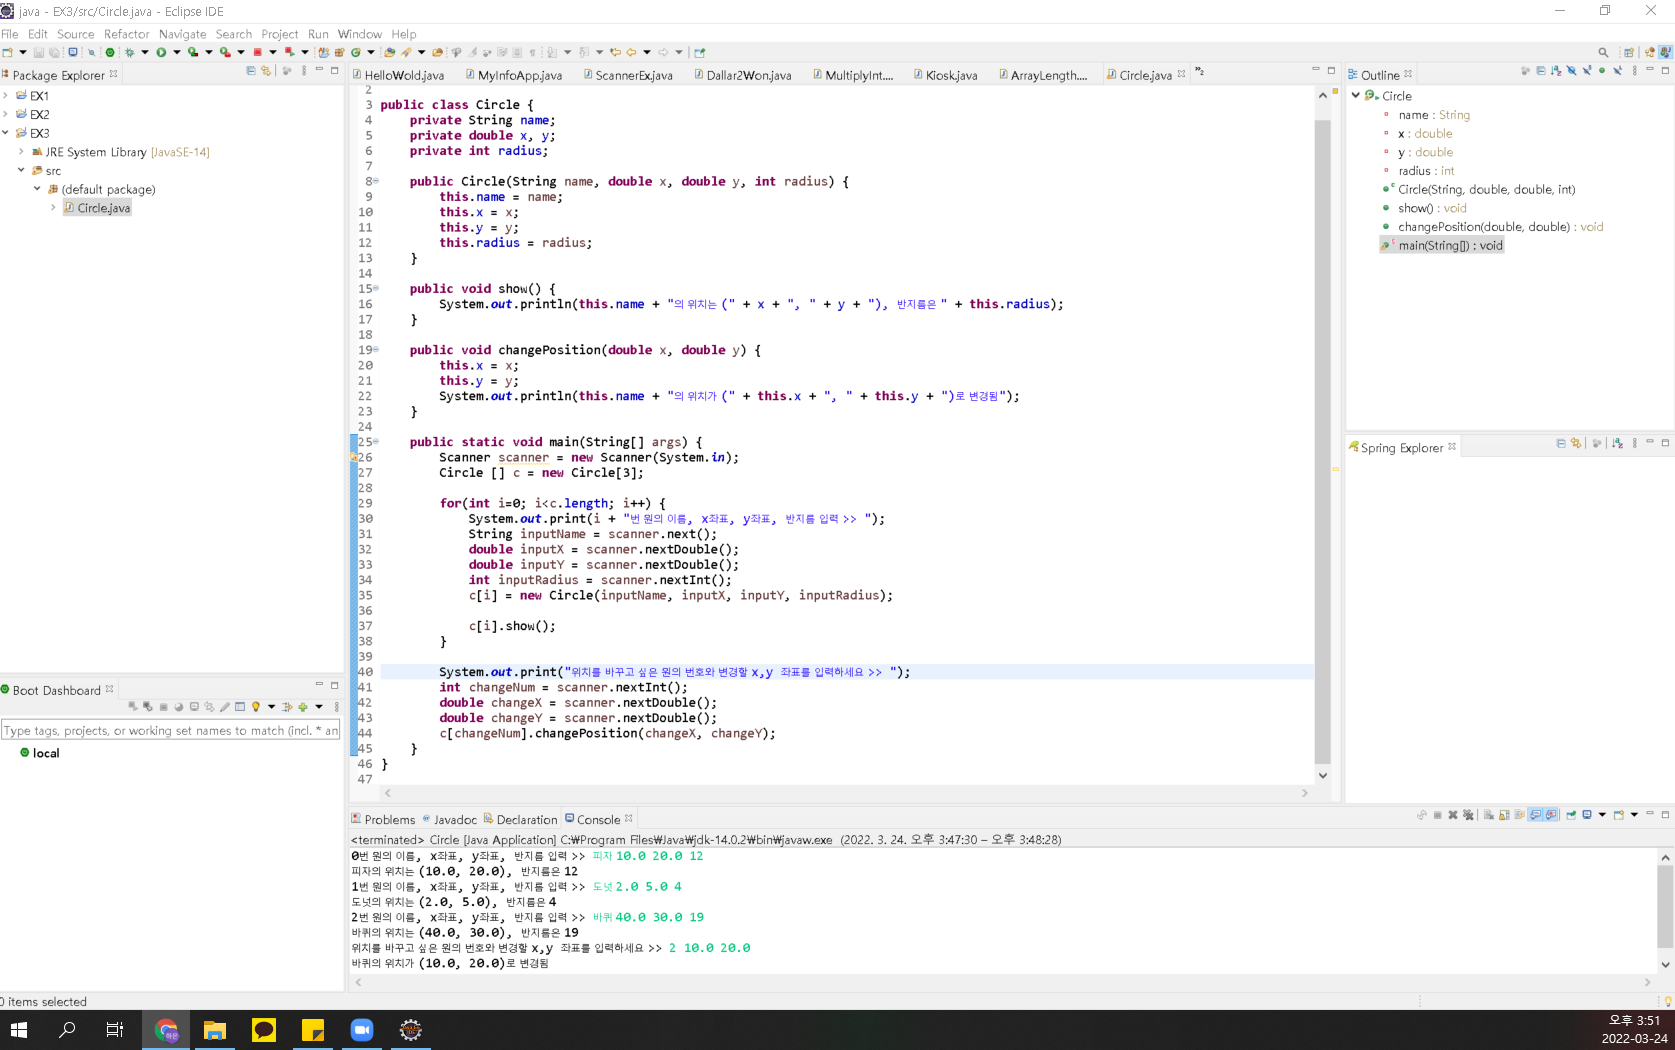 java - EX3/src/Circle.java - Eclipse IDE
File Edit Source Refactor Navigate Search Project Run Window Help
Package Explorer
EX1
EX2
EX3
JRE System Library [JavaSE-14]
src
(default package)
Circle.java
Boot Dashboard
Type tags, projects, or working set names to match (incl. * an
local
Hello₩old.java MyInfoApp.java ScannerEx.java Dallar2₩on.java MultiplyInt.... Kiosk.java ArrayLength.... Circle.java »2
2
3 public class Circle {
4 private String name;
5 private double x, y;
6 private int radius;
7
8 public Circle(String name, double x, double y, int radius) {
9 this.name = name;
10 this.x = x;
11 this.y = y;
12 this.radius = radius;
13 }
14
15 public void show() {
16 System.out.println(this.name + "의 위치는 (" + x + ", " + y + "), 반지름은 " + this.radius);
17 }
18
19 public void changePosition(double x, double y) {
20 this.x = x;
21 this.y = y;
22 System.out.println(this.name + "의 위치가 (" + this.x + ", " + this.y + ")로 변경됨");
23 }
24
25 public static void main(String[] args) {
26 Scanner scanner = new Scanner(System.in);
27 Circle [] c = new Circle[3];
28
29 for(int i=0; i<c.length; i++) {
30 System.out.print(i + "번 원의 이름, x좌표, y좌표, 반지름 입력 >> ");
31 String inputName = scanner.next();
32 double inputX = scanner.nextDouble();
33 double inputY = scanner.nextDouble();
34 int inputRadius = scanner.nextInt();
35 c[i] = new Circle(inputName, inputX, inputY, inputRadius);
36
37 c[i].show();
38 }
39
40 System.out.print("위치를 바꾸고 싶은 원의 번호와 변경할 x,y 좌표를 입력하세요 >> ");
41 int changeNum = scanner.nextInt();
42 double changeX = scanner.nextDouble();
43 double changeY = scanner.nextDouble();
44 c[changeNum].changePosition(changeX, changeY);
45 }
46 }
47
Outline
Circle
name : String
x : double
y : double
radius : int
Circle(String, double, double, int)
show() : void
changePosition(double, double) : void
main(String[]) : void
Spring Explorer
Problems Javadoc Declaration Console
<terminated> Circle [Java Application] C:₩Program Files₩Java₩jdk-14.0.2₩bin₩javaw.exe (2022. 3. 24. 오후 3:47:30 – 오후 3:48:28)
0번 원의 이름, x좌표, y좌표, 반지름 입력 >> 피자 10.0 20.0 12
피자의 위치는 (10.0, 20.0), 반지름은 12
1번 원의 이름, x좌표, y좌표, 반지름 입력 >> 도넛 2.0 5.0 4
도넛의 위치는 (2.0, 5.0), 반지름은 4
2번 원의 이름, x좌표, y좌표, 반지름 입력 >> 바퀴 40.0 30.0 19
바퀴의 위치는 (40.0, 30.0), 반지름은 19
위치를 바꾸고 싶은 원의 번호와 변경할 x,y 좌표를 입력하세요 >> 2 10.0 20.0
바퀴의 위치가 (10.0, 20.0)로 변경됨
0 items selected
하은
오후 3:51
2022-03-24